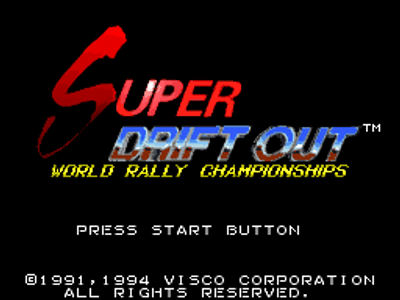 SUPER
DRIFT OUT™
WORLD RALLY CHAMPIONSHIPS
PRESS START BUTTON
©1991,1994 VISCO CORPORATION
ALL RIGHTS RESERVED.